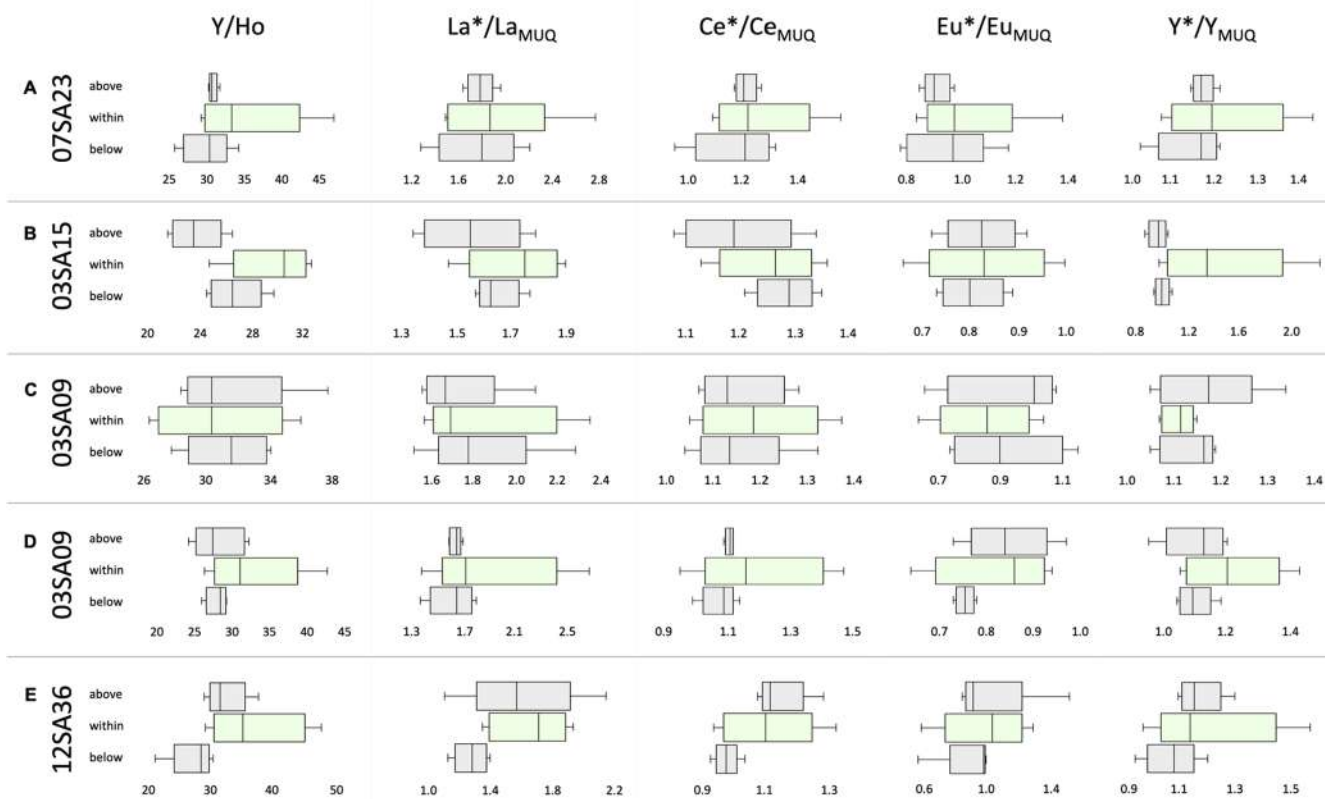 Y/Ho La*/LaMUQ Ce*/CeMUQ Eu*/EuMUQ Y*/YMUQ
A 07SA23
above
within
below
25 30 35 40 45 1.2 1.6 2.0 2.4 2.8 1.0 1.2 1.4 0.8 1.0 1.2 1.4 1.0 1.1 1.2 1.3 1.4
B 03SA15
above
within
below
20 24 28 32 1.3 1.5 1.7 1.9 1.1 1.2 1.3 1.4 0.7 0.8 0.9 1.0 0.8 1.2 1.6 2.0
C 03SA09
above
within
below
26 30 34 38 1.6 1.8 2.0 2.2 2.4 1.0 1.1 1.2 1.3 1.4 0.7 0.9 1.1 1.0 1.1 1.2 1.3 1.4
D 03SA09
above
within
below
20 25 30 35 40 45 1.3 1.7 2.1 2.5 0.9 1.1 1.3 1.5 0.7 0.8 0.9 1.0 1.0 1.2 1.4
E 12SA36
above
within
below
20 30 40 50 1.0 1.4 1.8 2.2 0.9 1.1 1.3 0.6 1.0 1.4 0.9 1.1 1.3 1.5